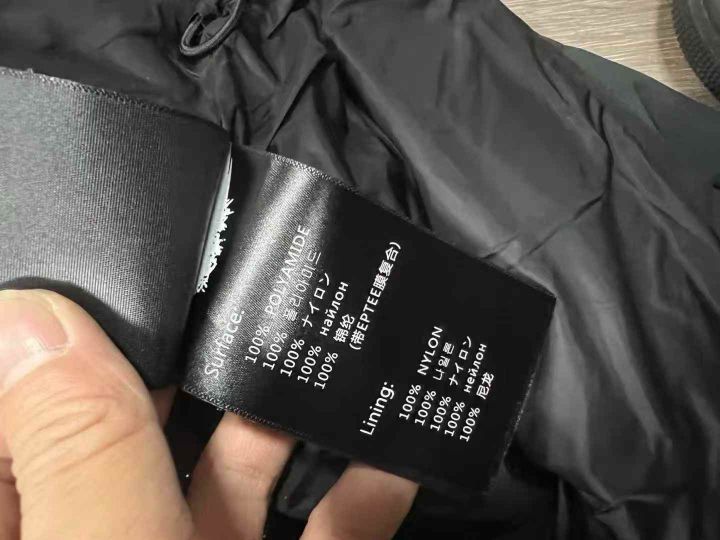 Surface:
100% POLYAMIDE
100% 폴리아미드
100% ナイロン
100% найлон
100% 锦纶
(带EPTEE膜复合)
Lining:
100% NYLON
100% 나일론
100% ナイロン
100% нейлон
100% 尼龙